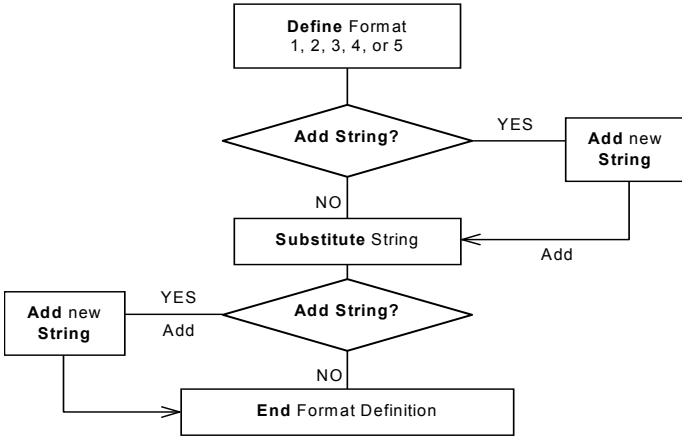 Define Format
1, 2, 3, 4, or 5
Add String?
YES
Add new
String
NO
Substitute String
Add
Add String?
YES
Add
Add new
String
NO
End Format Definition